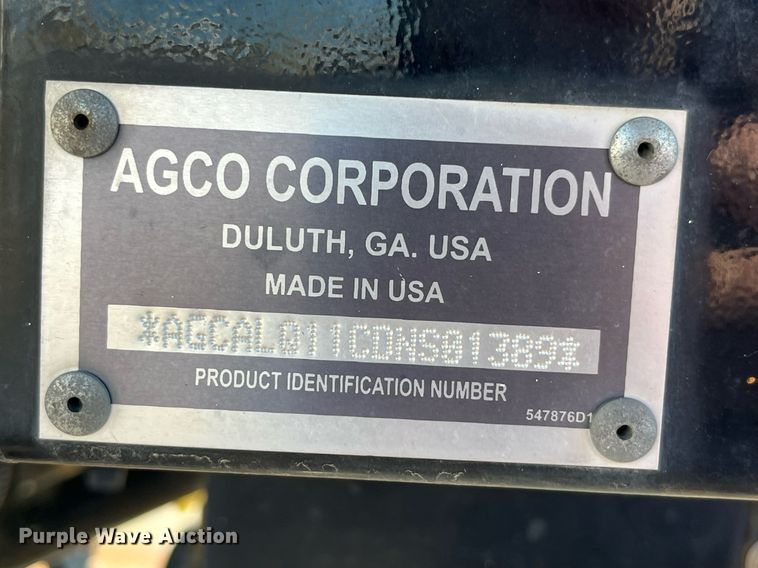 AGCO CORPORATION
DULUTH, GA. USA
MADE IN USA
*AGCAL011CDNS01389*
PRODUCT IDENTIFICATION NUMBER
547876D1
Purple Wave Auction